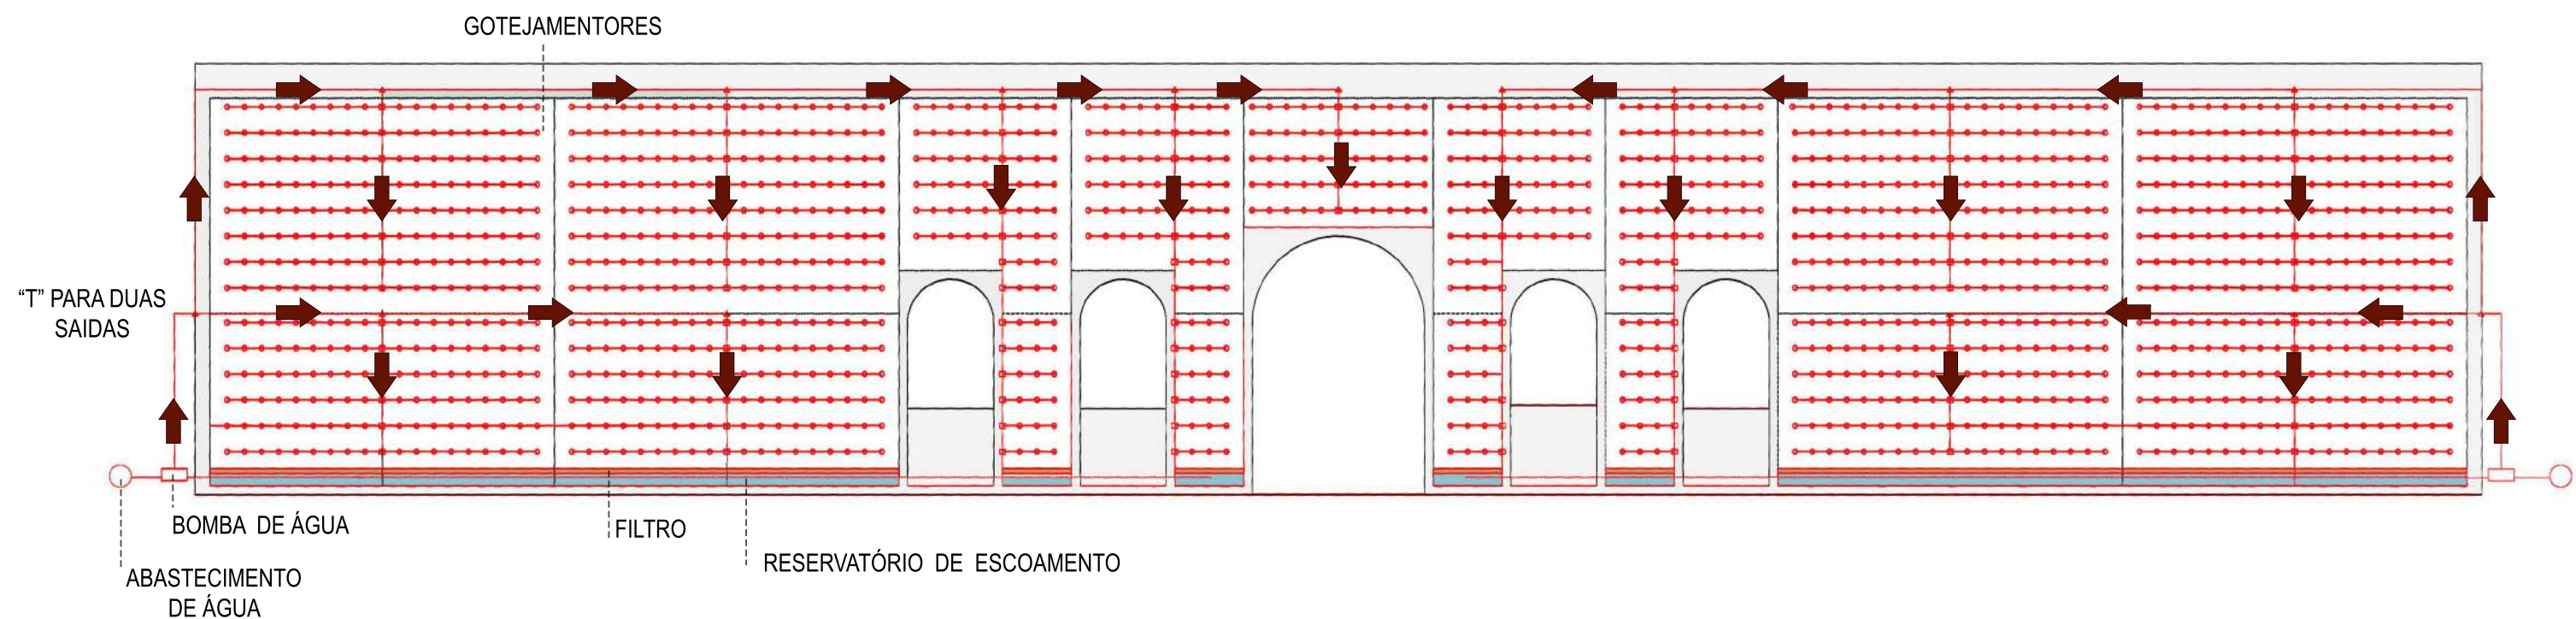 GOTEJAMENTORES
“T” PARA DUAS
SAIDAS
BOMBA DE ÁGUA
FILTRO
RESERVATÓRIO DE ESCOAMENTO
ABASTECIMENTO
DE ÁGUA